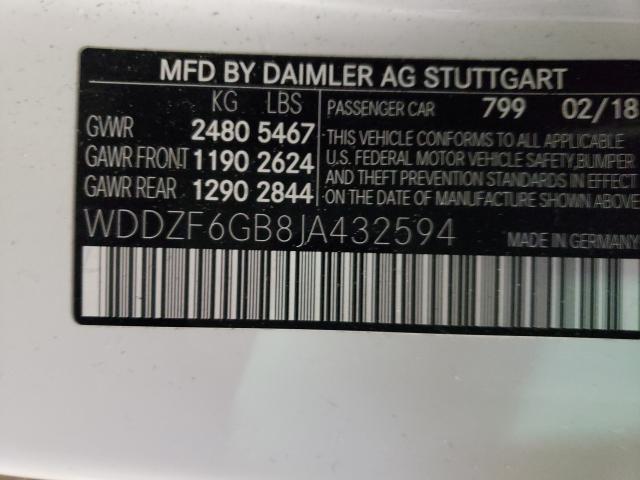 MFD BY DAIMLER AG STUTTGART
KG LBS
GVWR 2480 5467
GAWR FRONT 1190 2624
GAWR REAR 1290 2844
PASSENGER CAR 799 02/18
THIS VEHICLE CONFORMS TO ALL APPLICABLE
U.S. FEDERAL MOTOR VEHICLE SAFETY, BUMPER
AND THEFT PREVENTION STANDARDS IN EFFECT
ON THE DATE OF MANUFACTURE SHOWN ABOVE.
WDDZF6GB8JA432594
MADE IN GERMANY